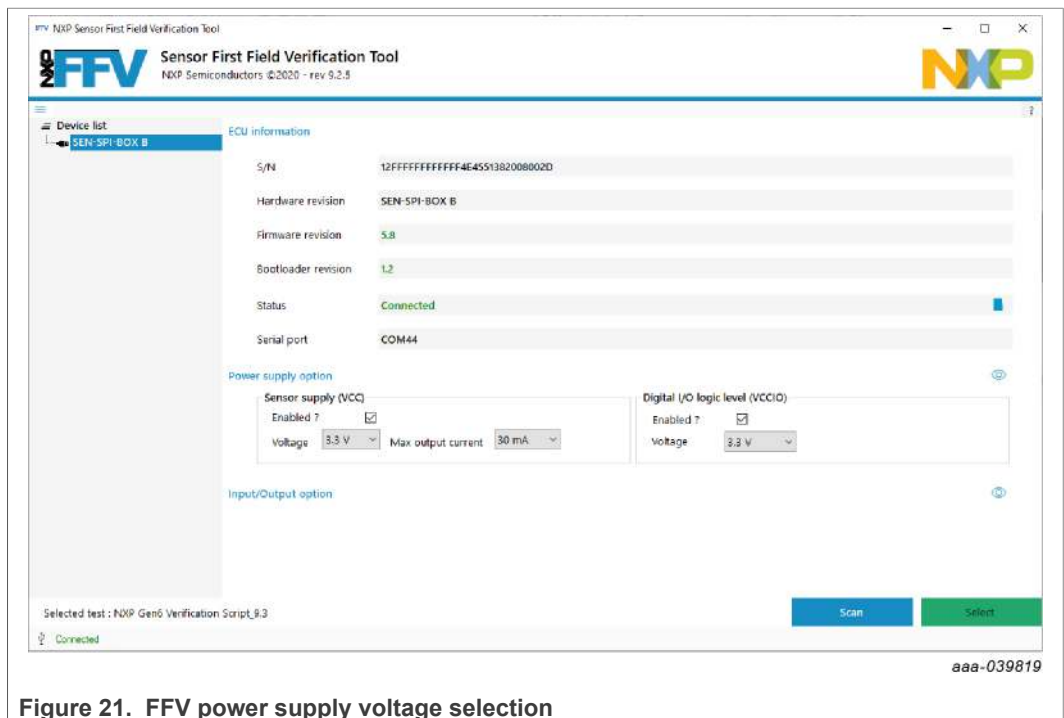 FFV NXP Sensor First Field Verification Tool
NXP FFV
Sensor First Field Verification Tool
NXP Semiconductors ©2020 - rev 9.2.5
NXP
Device list
SEN-SPI-BOX B
?
ECU information
S/N 12FFFFFFFFFFFF4E4551382008002D
Hardware revision SEN-SPI-BOX B
Firmware revision 5.8
Bootloader revision 1.2
Status Connected
Serial port COM44
Power supply option
Sensor supply (VCC)
Enabled ?
Voltage 3.3 V Max output current 30 mA
Digital I/O logic level (VCCIO)
Enabled ?
Voltage 3.3 V
Input/Output option
Selected test : NXP Gen6 Verification Script_9.3
Scan
Select
Connected
aaa-039819
Figure 21. FFV power supply voltage selection